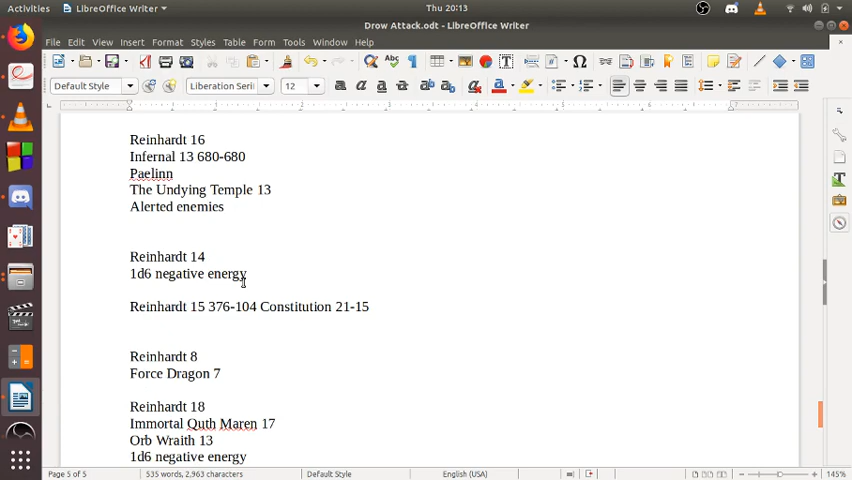 Activities
LibreOffice Writer
Thu 20:13
Drow Attack.odt - LibreOffice Writer
File Edit View Insert Format Styles Table Form Tools Window Help
Default Style
Liberation Seri
12
Reinhardt 16
Infernal 13 680-680
Paelinn
The Undying Temple 13
Alerted enemies
Reinhardt 14
1d6 negative energy
Reinhardt 15 376-104 Constitution 21-15
Reinhardt 8
Force Dragon 7
Reinhardt 18
Immortal Quth Maren 17
Orb Wraith 13
1d6 negative energy
Page 5 of 5
535 words, 2,963 characters
Default Style
English (USA)
145%